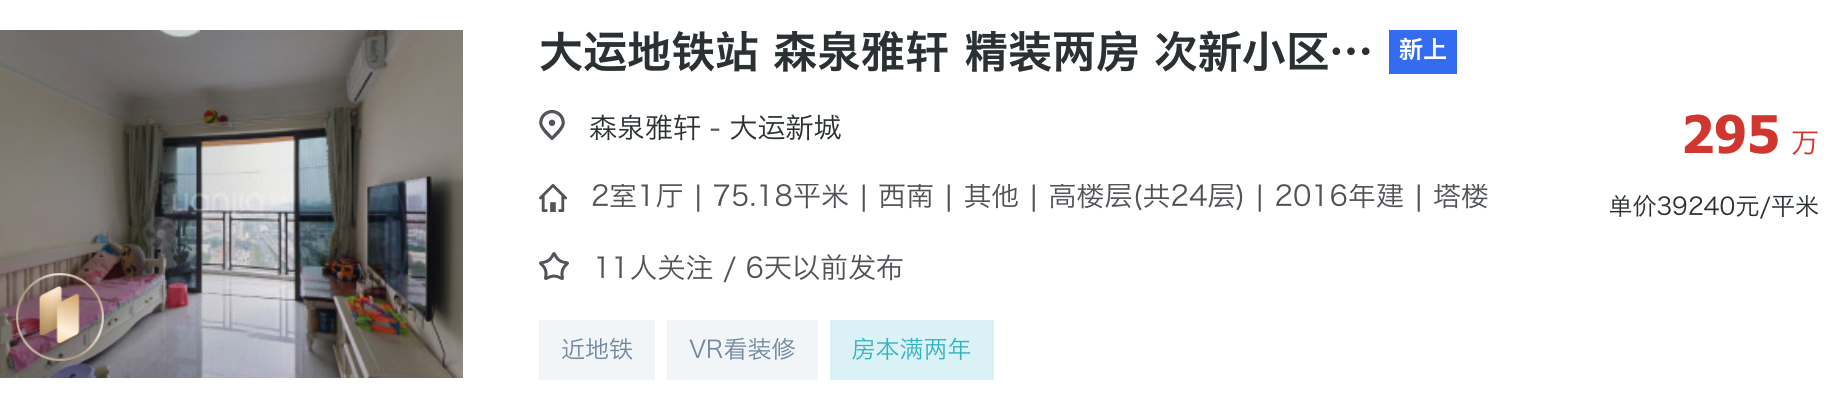 大运地铁站 森泉雅轩 精装两房 次新小区··· 新上
森泉雅轩 - 大运新城
295 万
2室1厅 | 75.18平米 | 西南 | 其他 | 高楼层(共24层) | 2016年建 | 塔楼
单价39240元/平米
11人关注 / 6天以前发布
近地铁 VR看装修 房本满两年
Lianjia